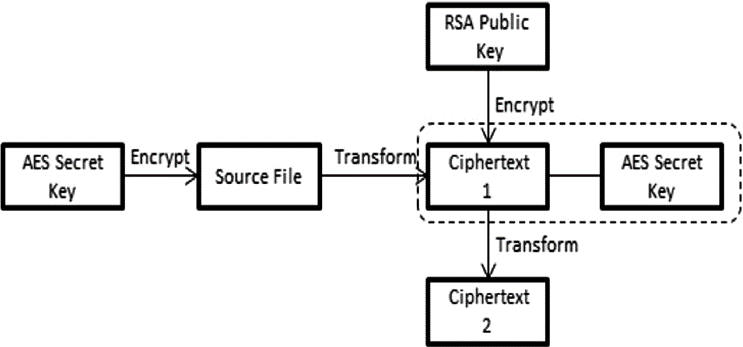 RSA Public
Key
Encrypt
AES Secret
Key
Encrypt
Source File
Transform
Ciphertext
1
AES Secret
Key
Transform
Ciphertext
2